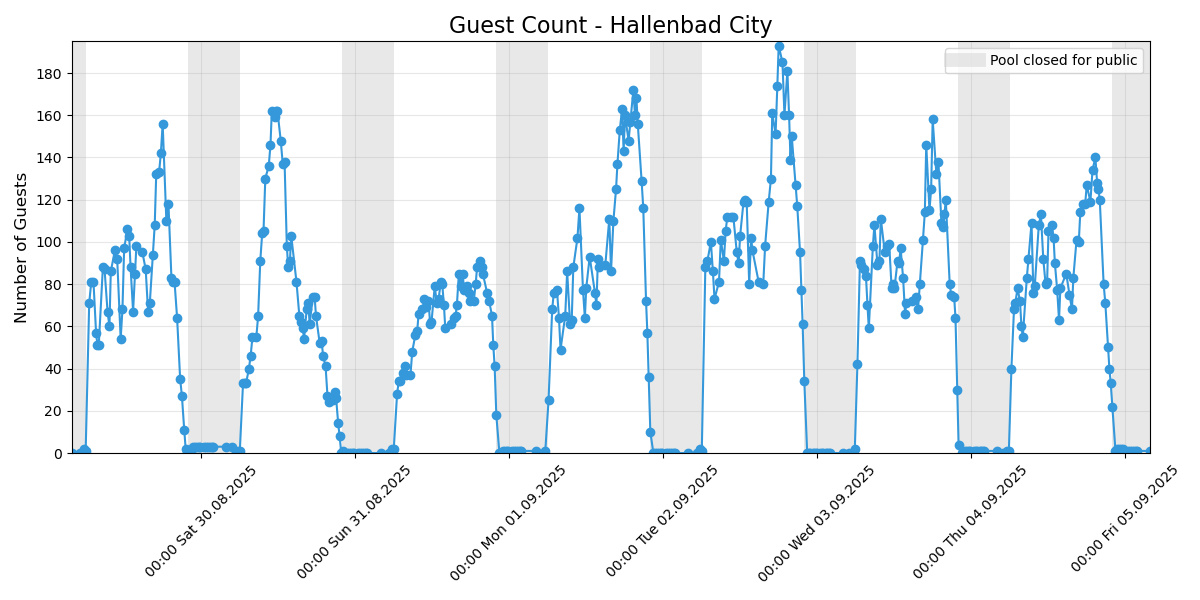 Guest Count - Hallenbad City
Pool closed for public
Number of Guests
180
160
140
120
100
80
60
40
20
0
00:00 Sat 30.08.2025
00:00 Sun 31.08.2025
00:00 Mon 01.09.2025
00:00 Tue 02.09.2025
00:00 Wed 03.09.2025
00:00 Thu 04.09.2025
00:00 Fri 05.09.2025